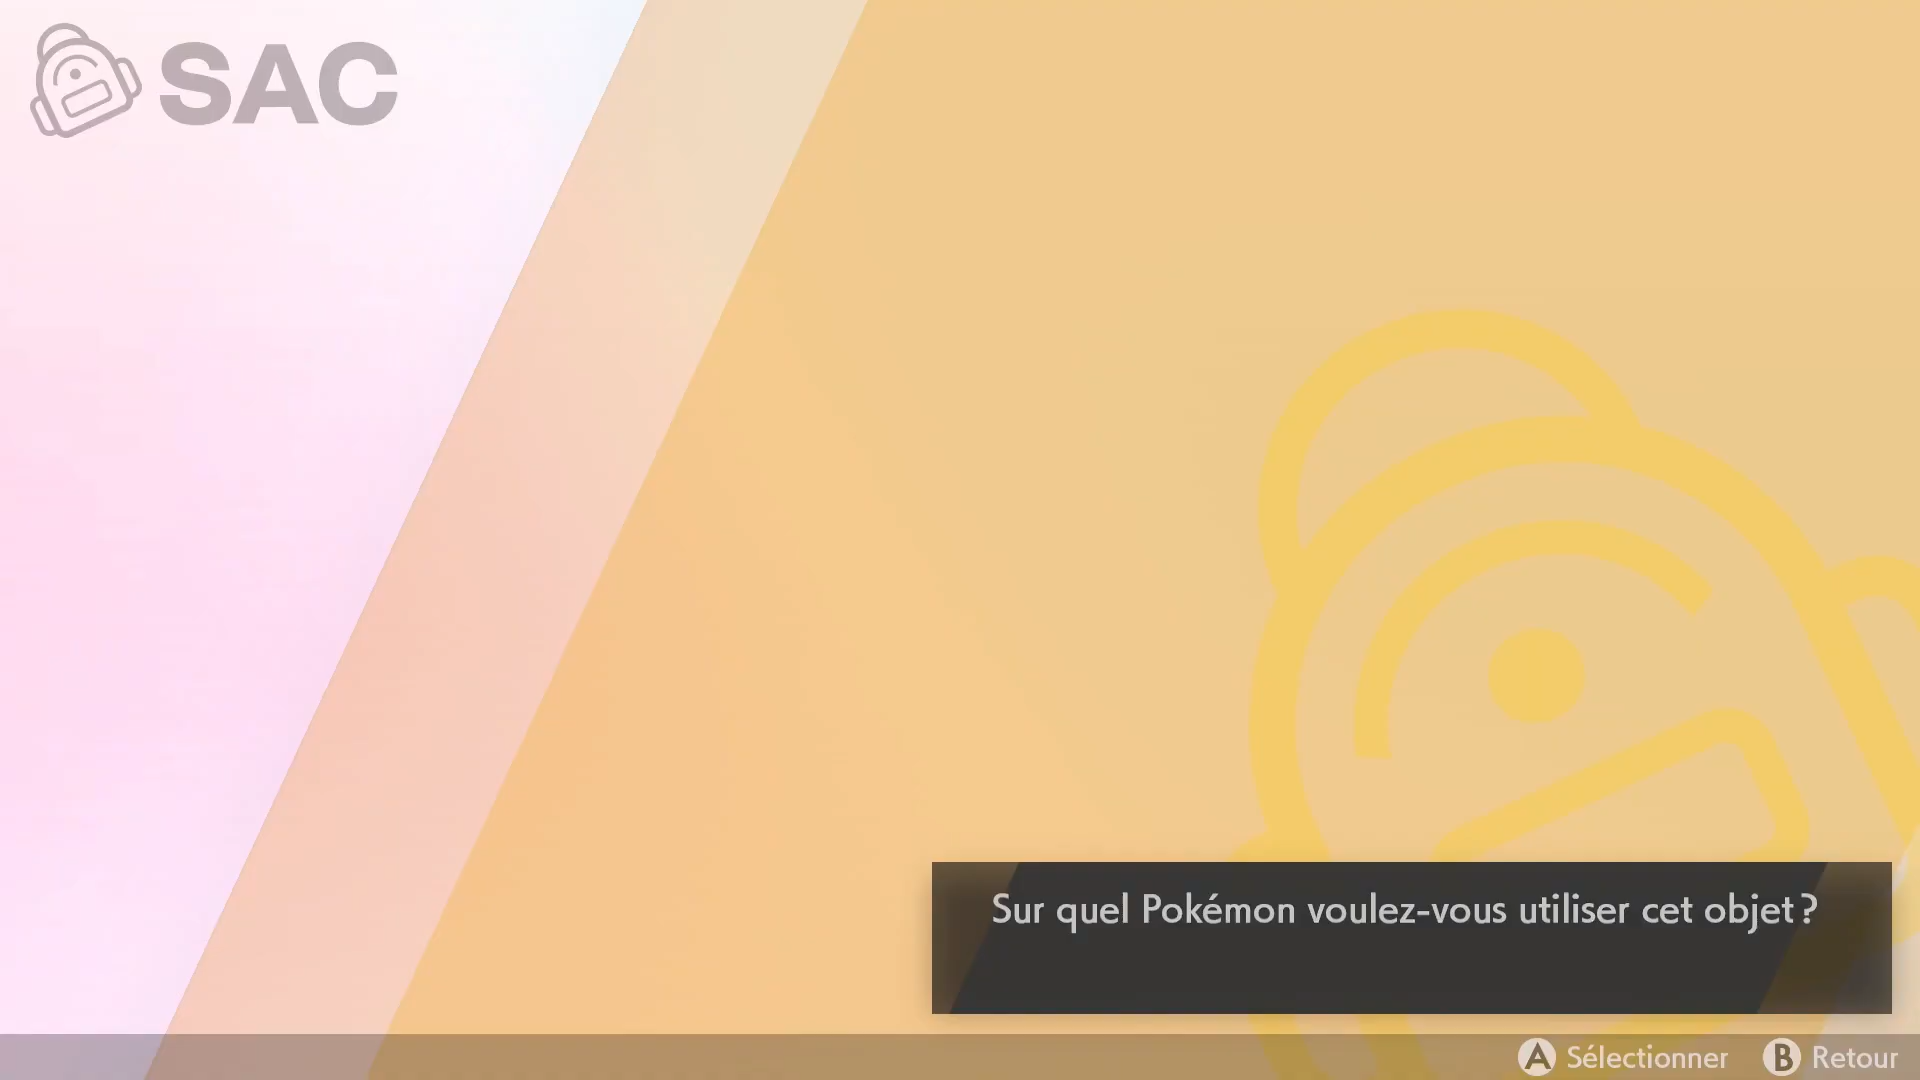 SAC
Sur quel Pokémon voulez-vous utiliser cet objet ?
A Sélectionner B Retour